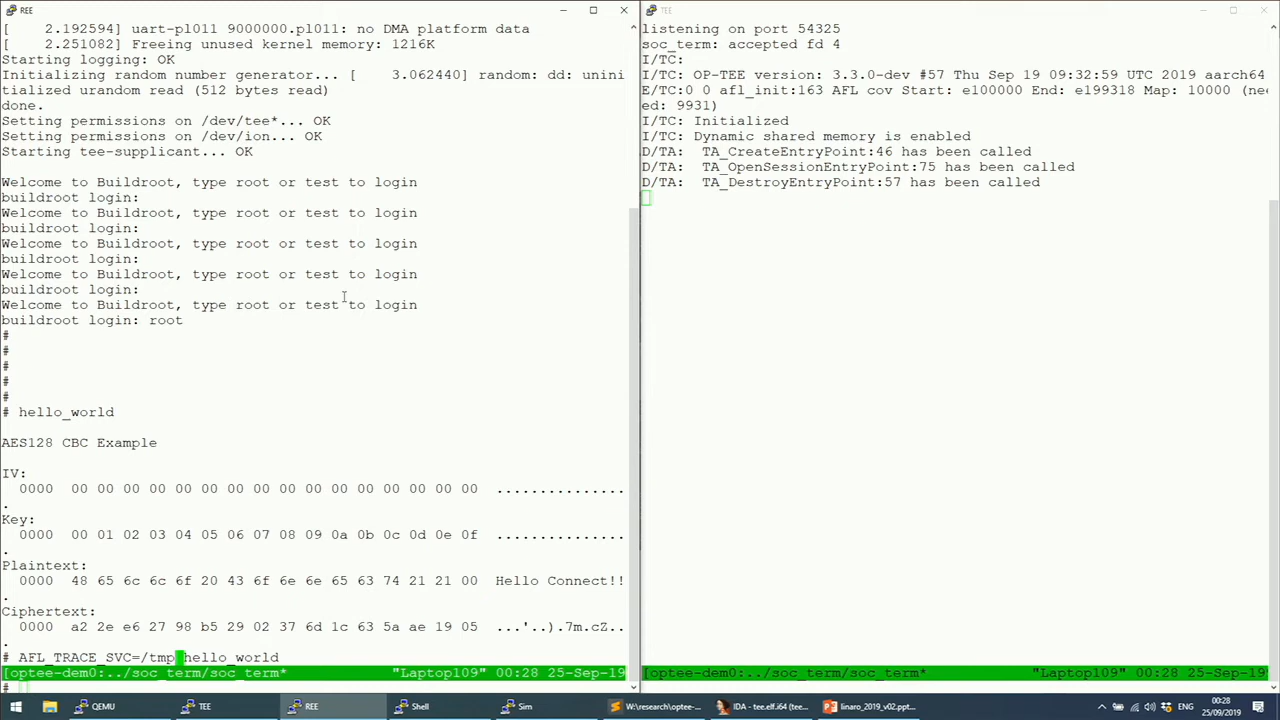 REE
[    2.192594] uart-pl011 9000000.pl011: no DMA platform data
[    2.251082] Freeing unused kernel memory: 1216K
Starting logging: OK
Initializing random number generator... [    3.062440] random: dd: unini
tialized urandom read (512 bytes read)
done.
Setting permissions on /dev/tee*... OK
Setting permissions on /dev/ion... OK
Starting tee-supplicant... OK
Welcome to Buildroot, type root or test to login
buildroot login:
Welcome to Buildroot, type root or test to login
buildroot login:
Welcome to Buildroot, type root or test to login
buildroot login:
Welcome to Buildroot, type root or test to login
buildroot login:
Welcome to Buildroot, type root or test to login
buildroot login: root
#
#
#
#
#
# hello_world
AES128 CBC Example
IV:
  0000  00 00 00 00 00 00 00 00 00 00 00 00 00 00 00 00  ...............
.
Key:
  0000  00 01 02 03 04 05 06 07 08 09 0a 0b 0c 0d 0e 0f  ...............
.
Plaintext:
  0000  48 65 6c 6c 6f 20 43 6f 6e 6e 65 63 74 21 21 00  Hello Connect!!
.
Ciphertext:
  0000  a2 2e e6 27 98 b5 29 02 37 6d 1c 63 5a ae 19 05  ...'..).7m.cZ..
.
# AFL_TRACE_SVC=/tmp hello_world
[optee-dem0:../soc_term/soc_term*    "Laptop109" 00:28 25-Sep-19
#
TEE
listening on port 54325
soc_term: accepted fd 4
I/TC:
I/TC: OP-TEE version: 3.3.0-dev #57 Thu Sep 19 09:32:59 UTC 2019 aarch64
E/TC:0 0 afl_init:163 AFL cov Start: e100000 End: e199318 Map: 10000 (ne
ed: 9931)
I/TC: Initialized
I/TC: Dynamic shared memory is enabled
D/TA:  TA_CreateEntryPoint:46 has been called
D/TA:  TA_OpenSessionEntryPoint:75 has been called
D/TA:  TA_DestroyEntryPoint:57 has been called
[optee-dem0:../soc_term/soc_term*    "Laptop109" 00:28 25-Sep-19
QEMU
TEE
REE
Shell
Sim
W:\research\optee-...
IDA - tee.elf.i64 (tee...
linaro_2019_v02.ppt...
ENG
00:28
25/09/2019